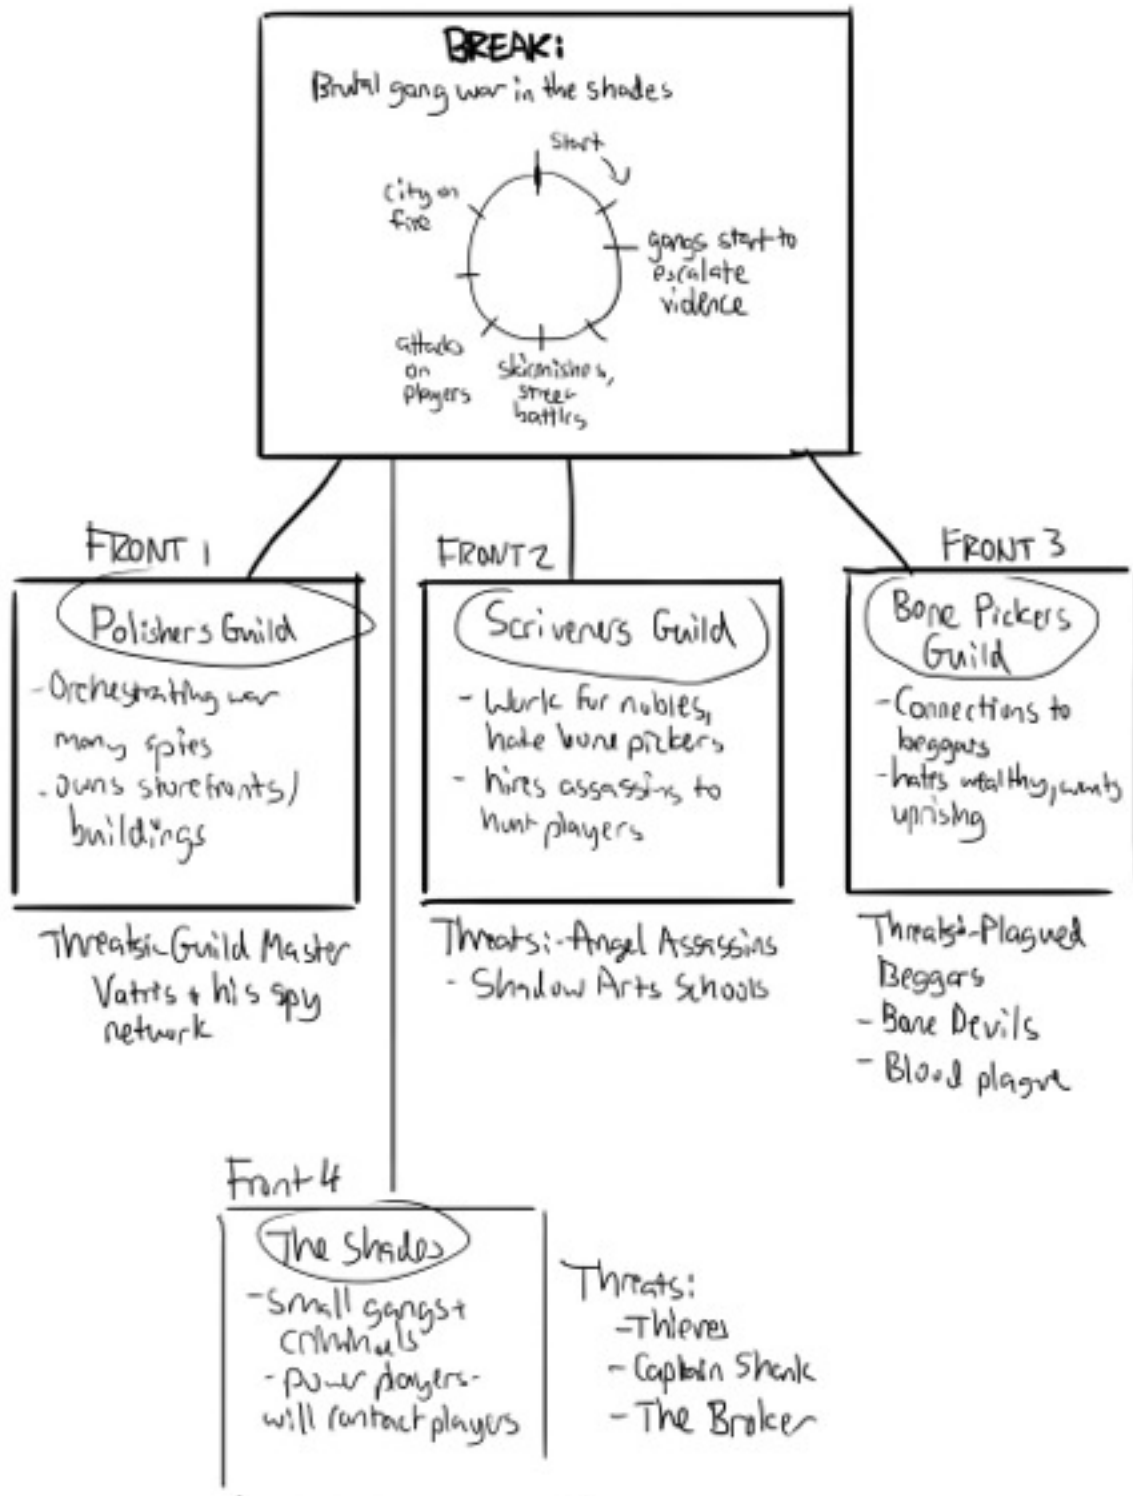 BREAK:
Brutal gang war in the shades
Start
gangs start to
escalate
violence
skirmishes,
street
battles
attacks
on
players
city on
fire
FRONT 1
Polishers Guild
- Orchestrating war
many spies
- owns storefronts/
buildings
Threats:- Guild Master
+ his spy
network
FRONT 2
Scriveners Guild
- Work for nobles,
hate bone pickers
- hires assassins to
hunt players
Threats:- Angel Assassins
- Shadow Arts Schools
FRONT 3
Bone Pickers
Guild
- Connections to
beggars
- hates wealthy, wants
uprising
Threats:- Plagued
Beggars
- Bone Devils
- Blood plague
Front 4
The Shades
- Small gangs +
criminals
- power players -
will contact players
Threats:
- Thieves
- Captain Shank
- The Broker